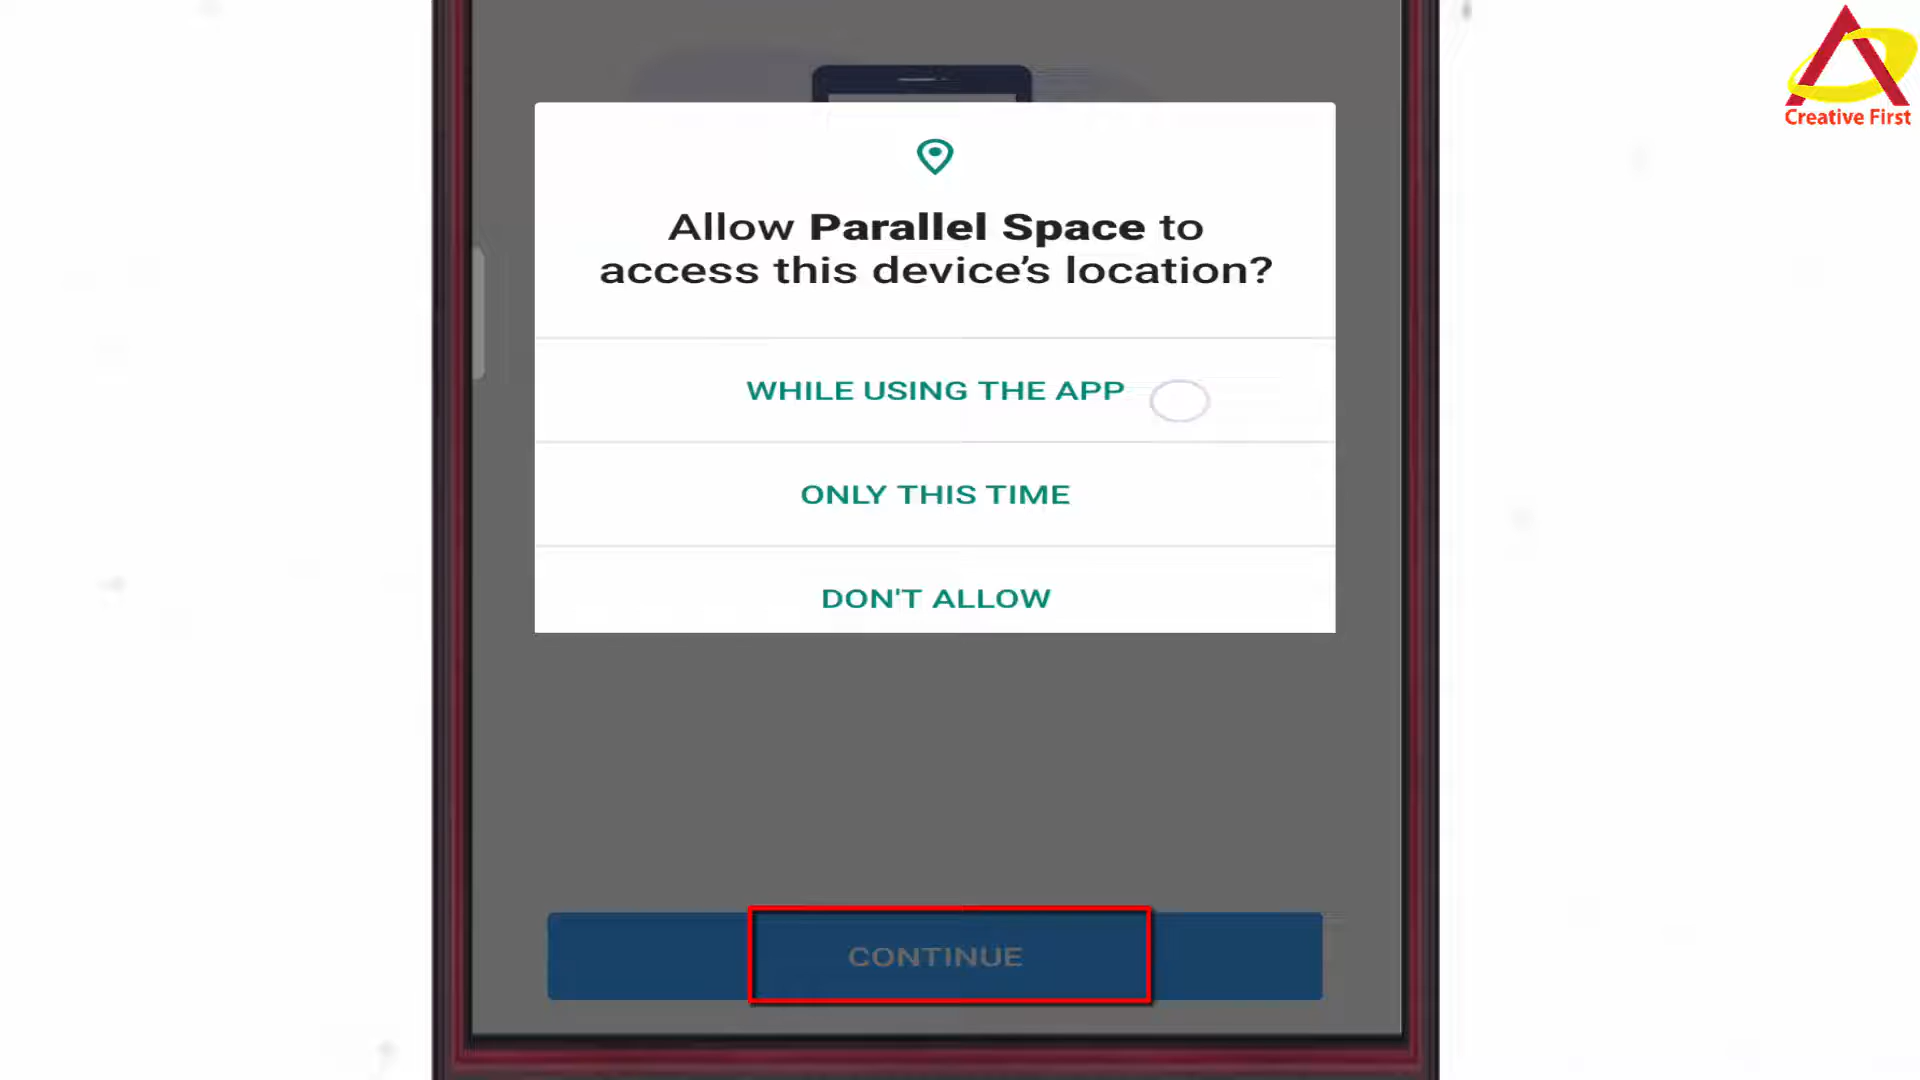 Creative First
Allow Parallel Space to
access this device’s location?
WHILE USING THE APP
ONLY THIS TIME
DON'T ALLOW
CONTINUE